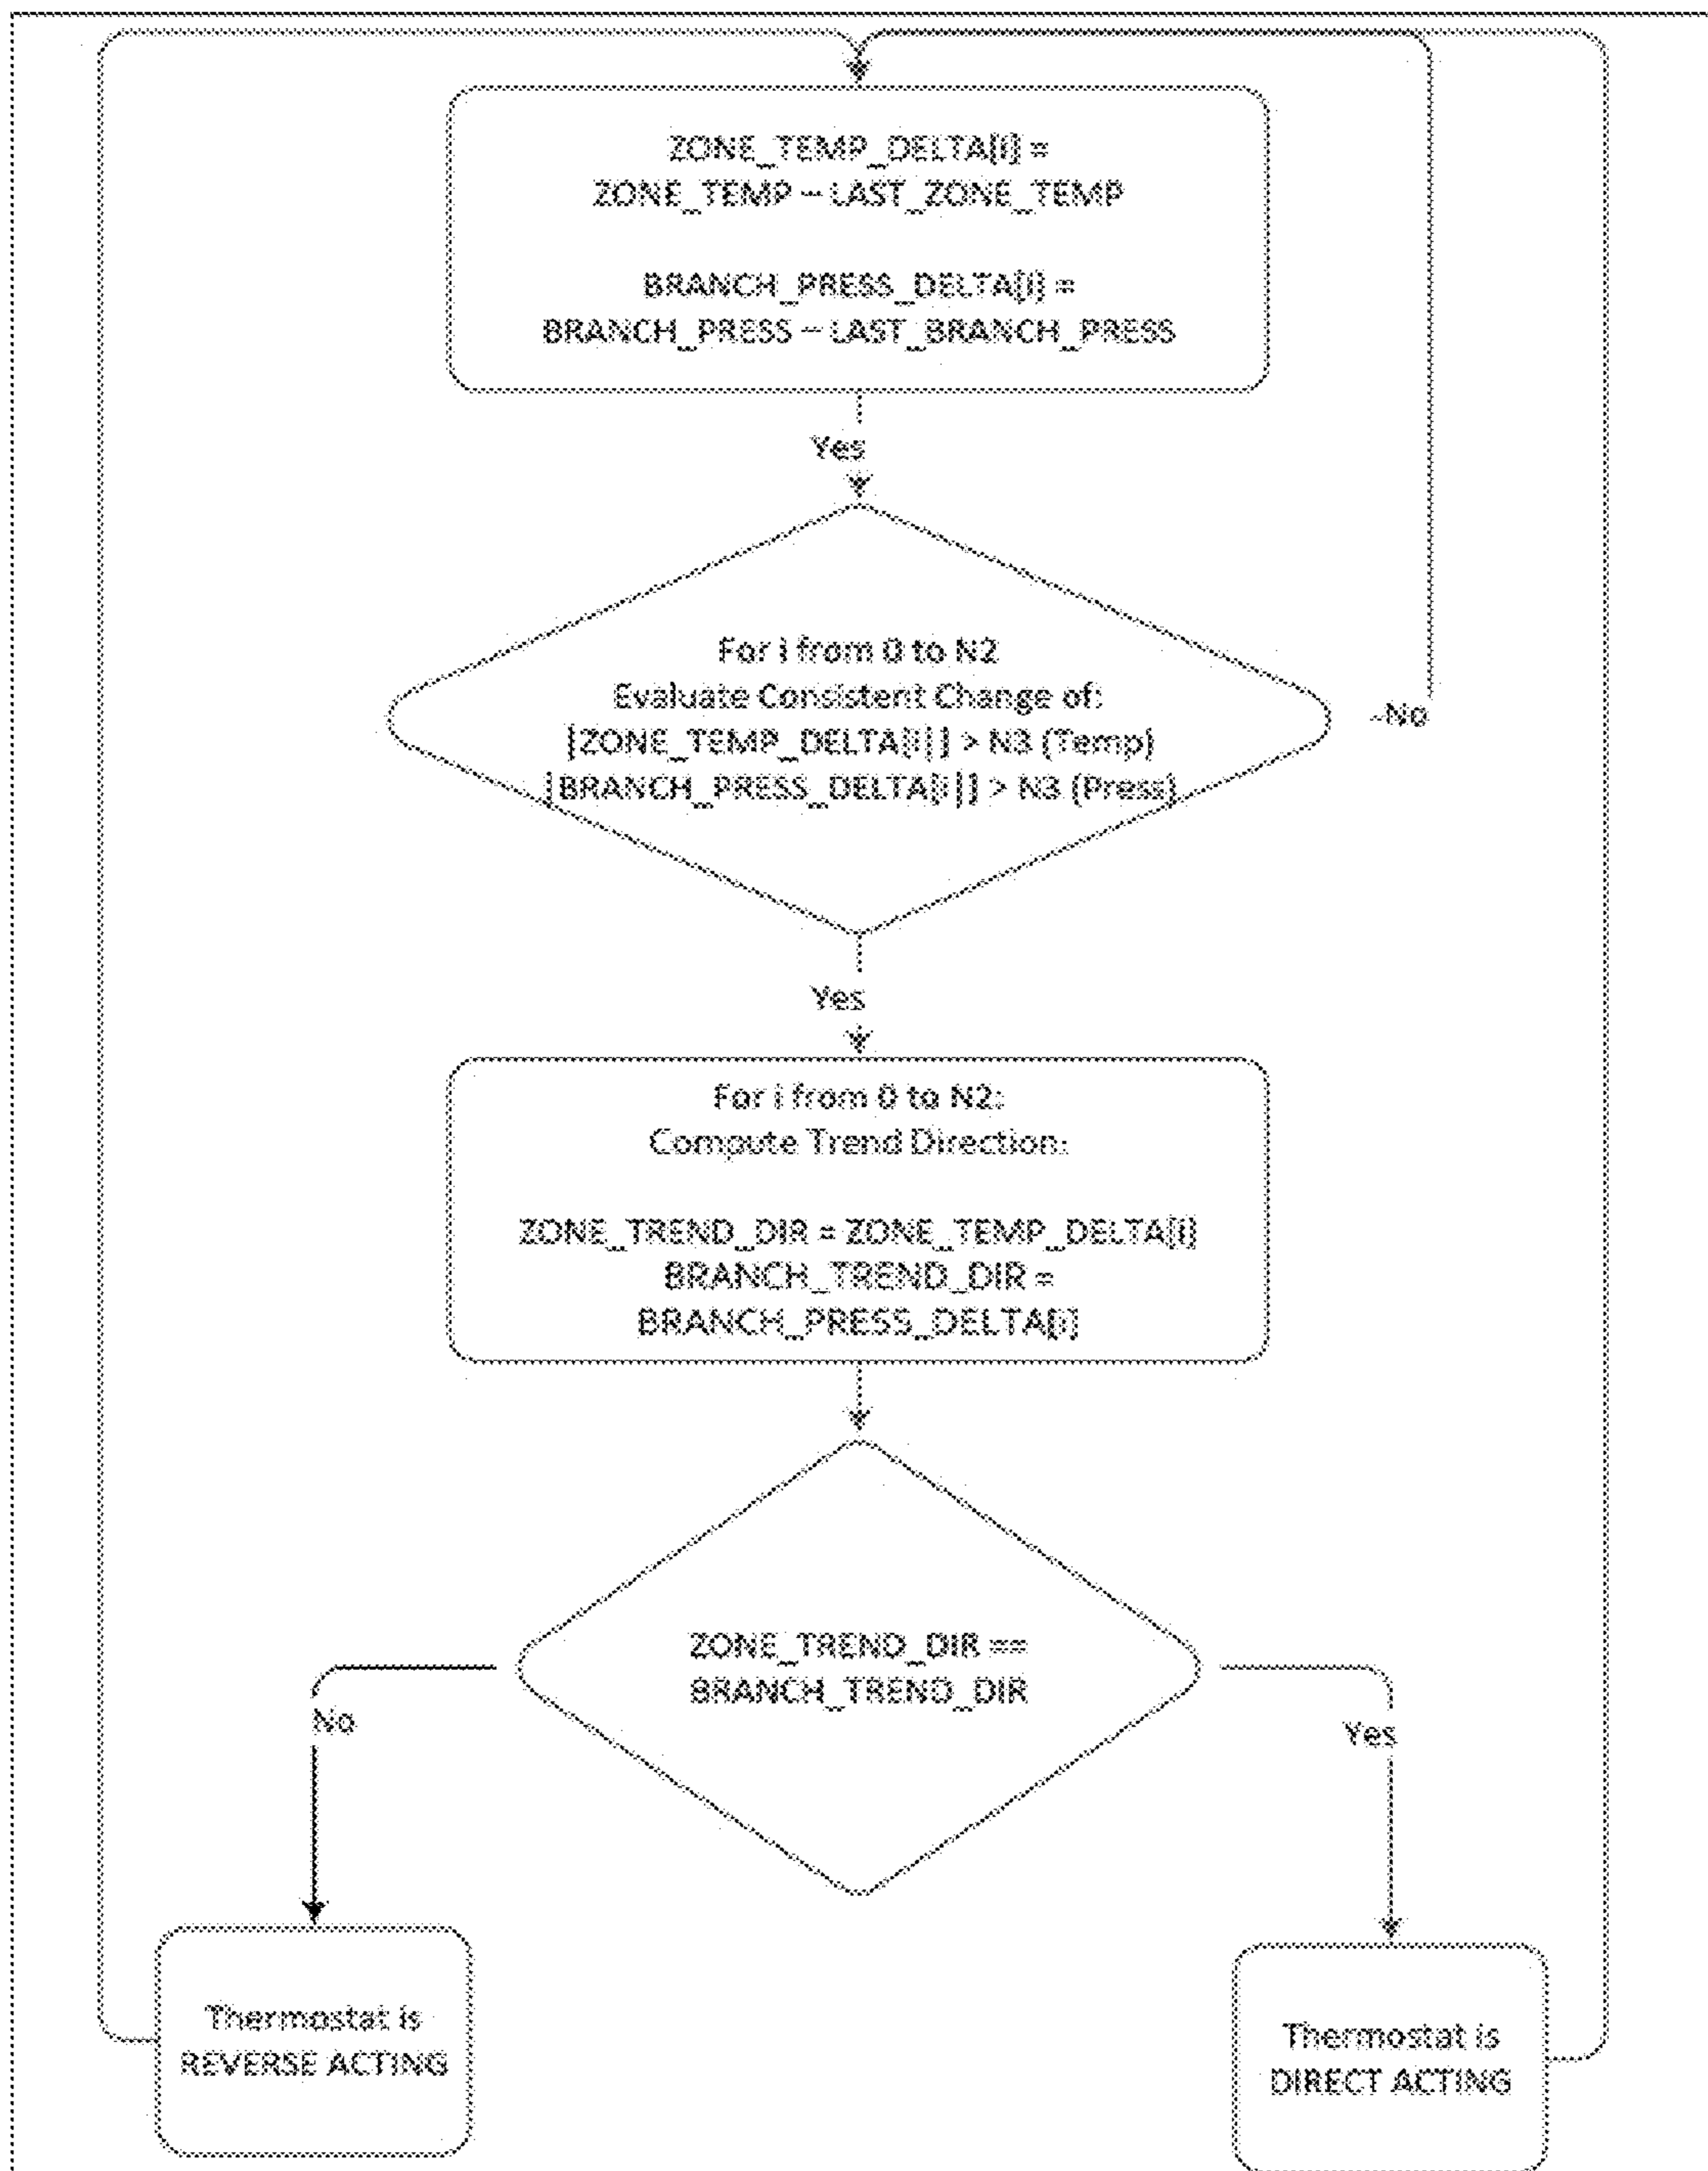 ZONE_TEMP_DELTA[i] =
ZONE_TEMP – LAST_ZONE_TEMP
BRANCH_PRESS_DELTA[i] =
BRANCH_PRESS – LAST_BRANCH_PRESS
Yes
For i from 0 to N2
Evaluate Consistent Change of:
|ZONE_TEMP_DELTA[i|] > N3 (Temp)
|BRANCH_PRESS_DELTA[i|] > N3 (Press)
-No
Yes
For i from 0 to N2:
Compute Trend Direction:
ZONE_TREND_DIR = ZONE_TEMP_DELTA[i]
BRANCH_TREND_DIR =
BRANCH_PRESS_DELTA[i]
ZONE_TREND_DIR ==
BRANCH_TREND_DIR
No
Yes
Thermostat is
REVERSE ACTING
Thermostat is
DIRECT ACTING